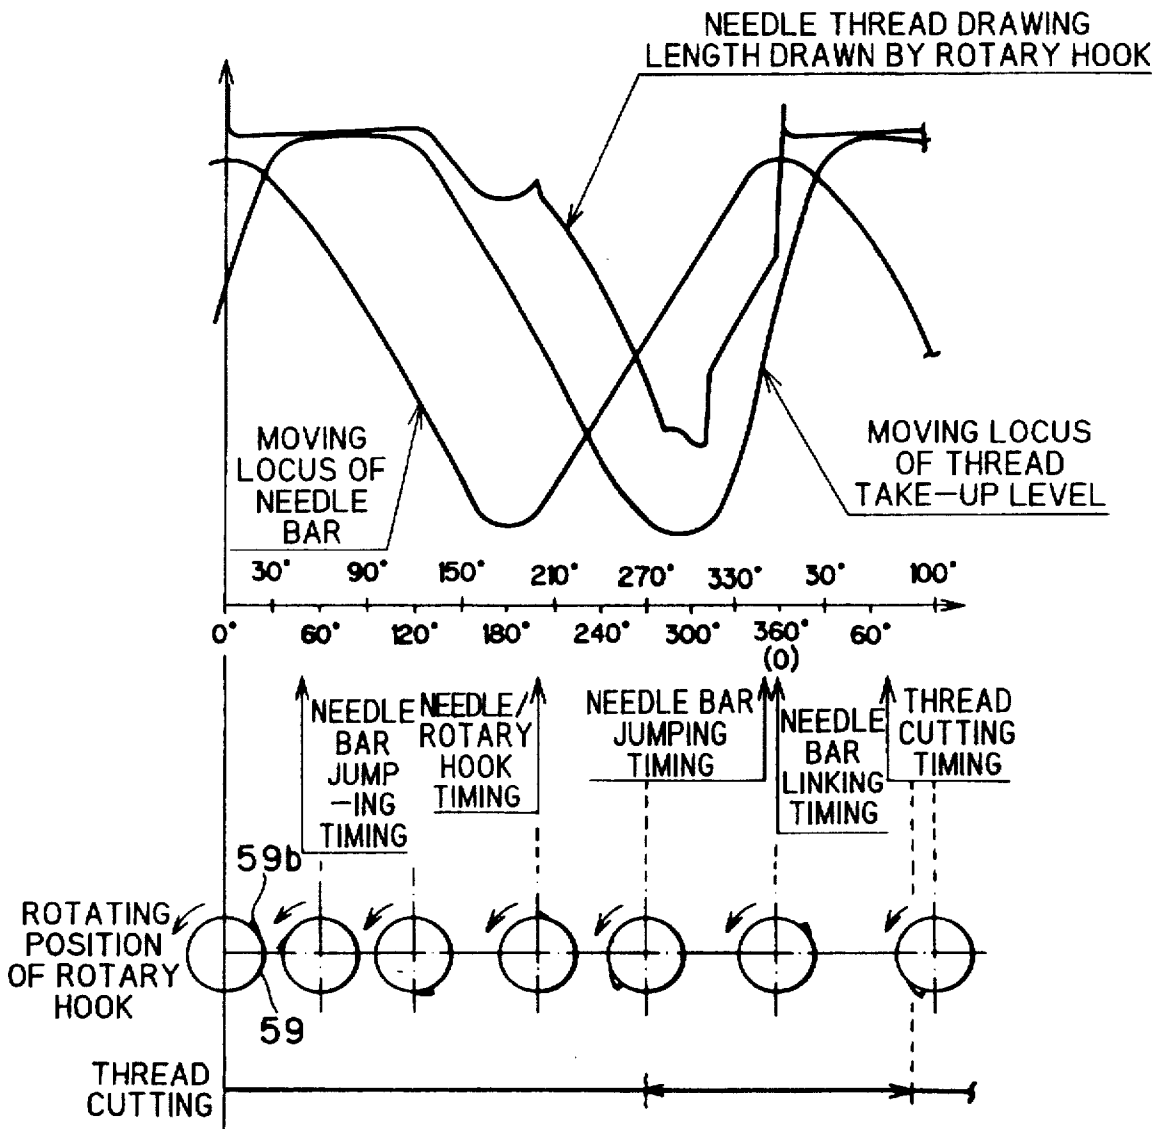 NEEDLE THREAD DRAWING
LENGTH DRAWN BY ROTARY HOOK
MOVING
LOCUS OF
NEEDLE
BAR
MOVING LOCUS
OF THREAD
TAKE-UP LEVEL
30° 90° 150° 210° 270° 330° 30° 100°
0° 60° 120° 180° 240° 300° 360° 60°
(0)
NEEDLE
BAR
JUMP
-ING
TIMING
NEEDLE/
ROTARY
HOOK
TIMING
NEEDLE BAR
JUMPING
TIMING
NEEDLE
BAR
LINKING
TIMING
THREAD
CUTTING
TIMING
59b
ROTATING
POSITION
OF ROTARY
HOOK
59
THREAD
CUTTING